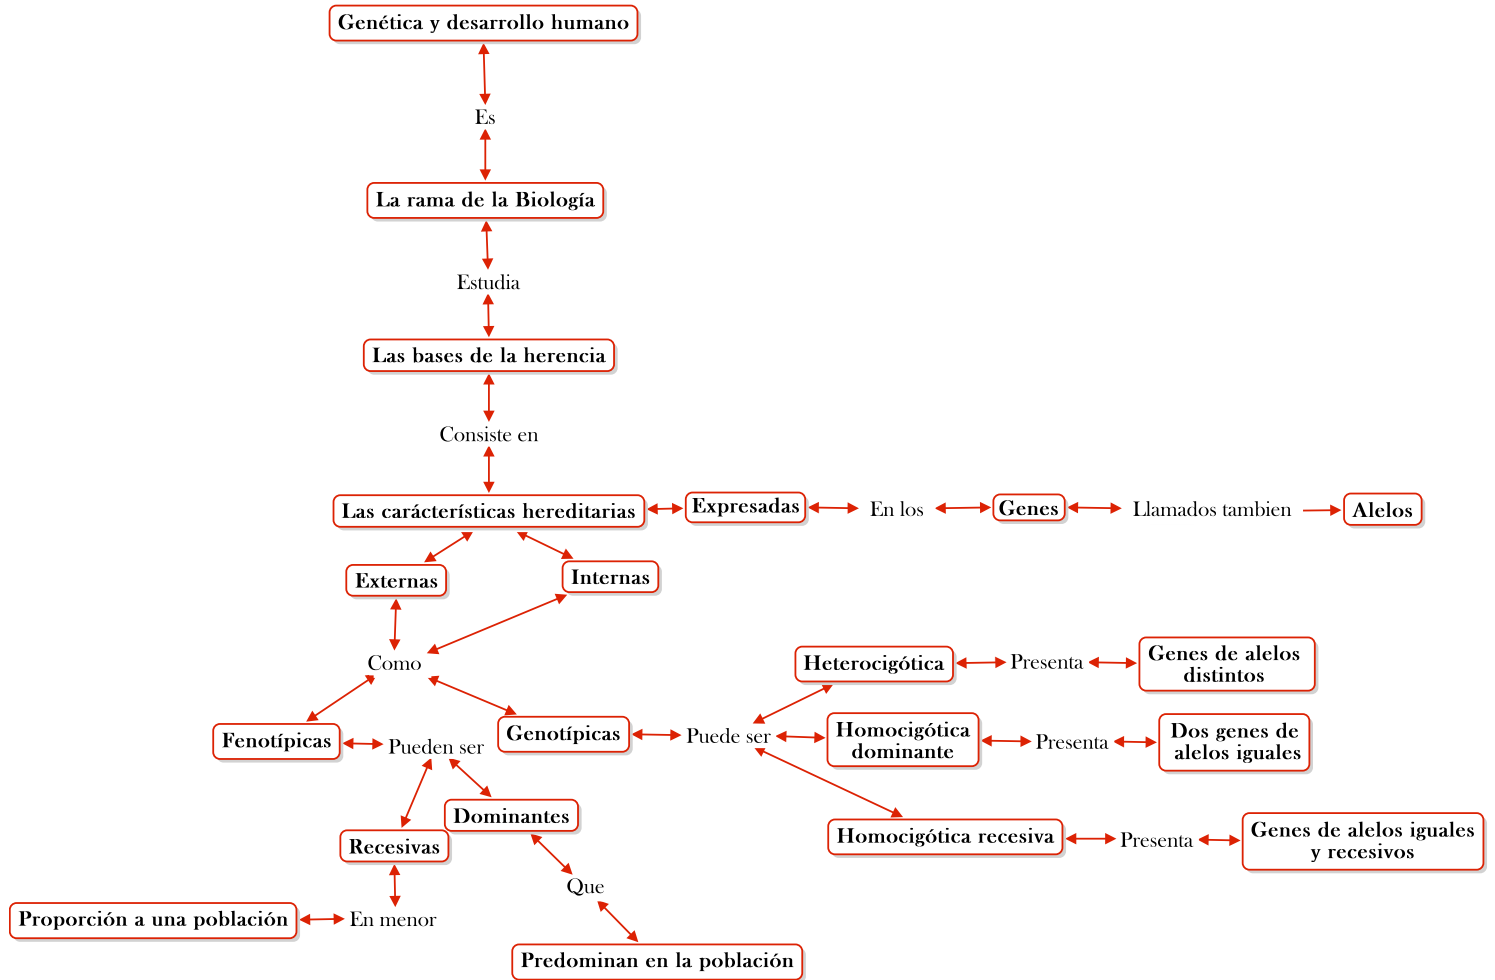 Genética y desarrollo humano
Es
La rama de la Biología
Estudia
Las bases de la herencia
Consiste en
Las carácterísticas hereditarias
Expresadas
En los
Genes
Llamados tambien
Alelos
Externas
Internas
Como
Fenotípicas
Pueden ser
Genotípicas
Puede ser
Heterocigótica
Presenta
Genes de alelos
distintos
Homocigótica
dominante
Presenta
Dos genes de
alelos iguales
Homocigótica recesiva
Presenta
Genes de alelos iguales
y recesivos
Dominantes
Recesivas
Que
En menor
Proporción a una población
Predominan en la población